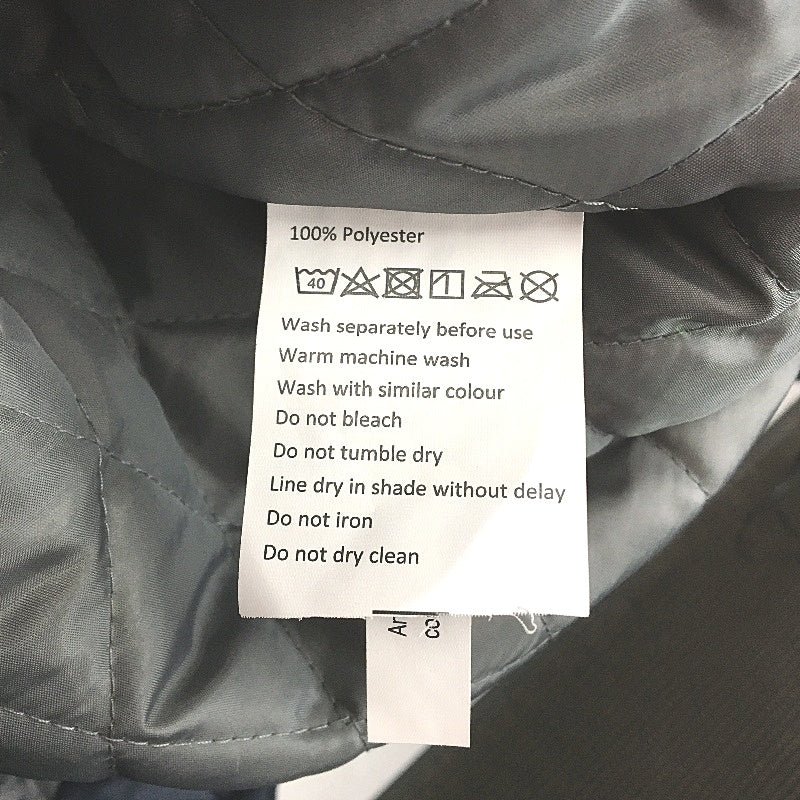 100% Polyester
40
Wash separately before use
Warm machine wash
Wash with similar colour
Do not bleach
Do not tumble dry
Line dry in shade without delay
Do not iron
Do not dry clean